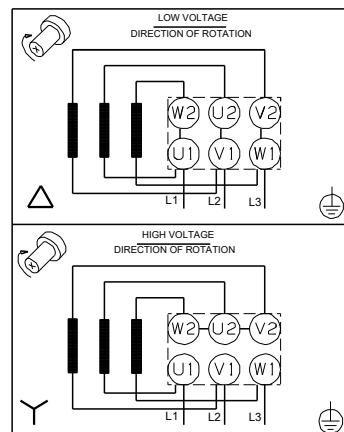 LOW VOLTAGE
DIRECTION OF ROTATION
W2 U2 V2
U1 V1 W1
L1 L2 L3
HIGH VOLTAGE
DIRECTION OF ROTATION
W2 U2 V2
U1 V1 W1
L1 L2 L3